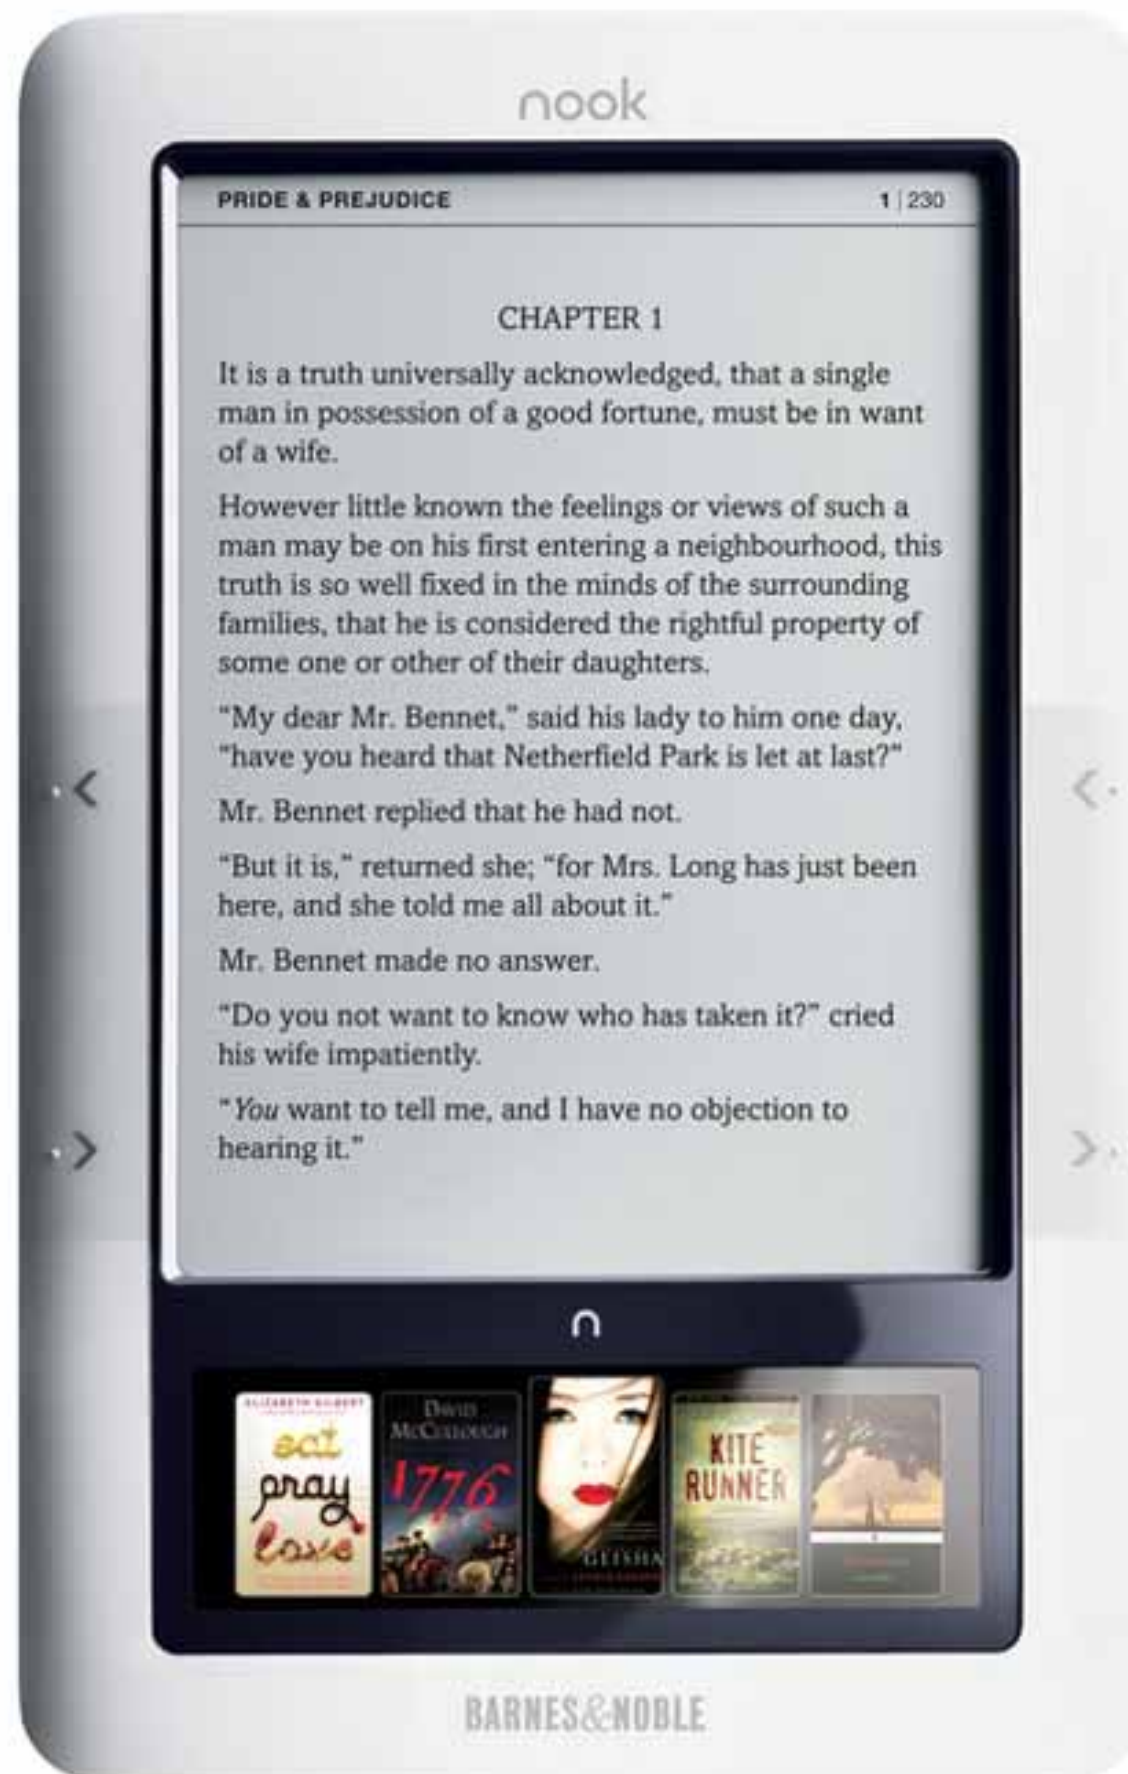 nook
PRIDE & PREJUDICE 1 | 230
CHAPTER 1
It is a truth universally acknowledged, that a single
man in possession of a good fortune, must be in want
of a wife.
However little known the feelings or views of such a
man may be on his first entering a neighbourhood, this
truth is so well fixed in the minds of the surrounding
families, that he is considered the rightful property of
some one or other of their daughters.
“My dear Mr. Bennet,” said his lady to him one day,
“have you heard that Netherfield Park is let at last?”
Mr. Bennet replied that he had not.
“But it is,” returned she; “for Mrs. Long has just been
here, and she told me all about it.”
Mr. Bennet made no answer.
“Do you not want to know who has taken it?” cried
his wife impatiently.
“You want to tell me, and I have no objection to
hearing it.”
n
ELIZABETH GILBERT
eat
pray
love
DAVID
McCULLOUGH
1776
GEISHA
KITE
RUNNER
BARNES&NOBLE